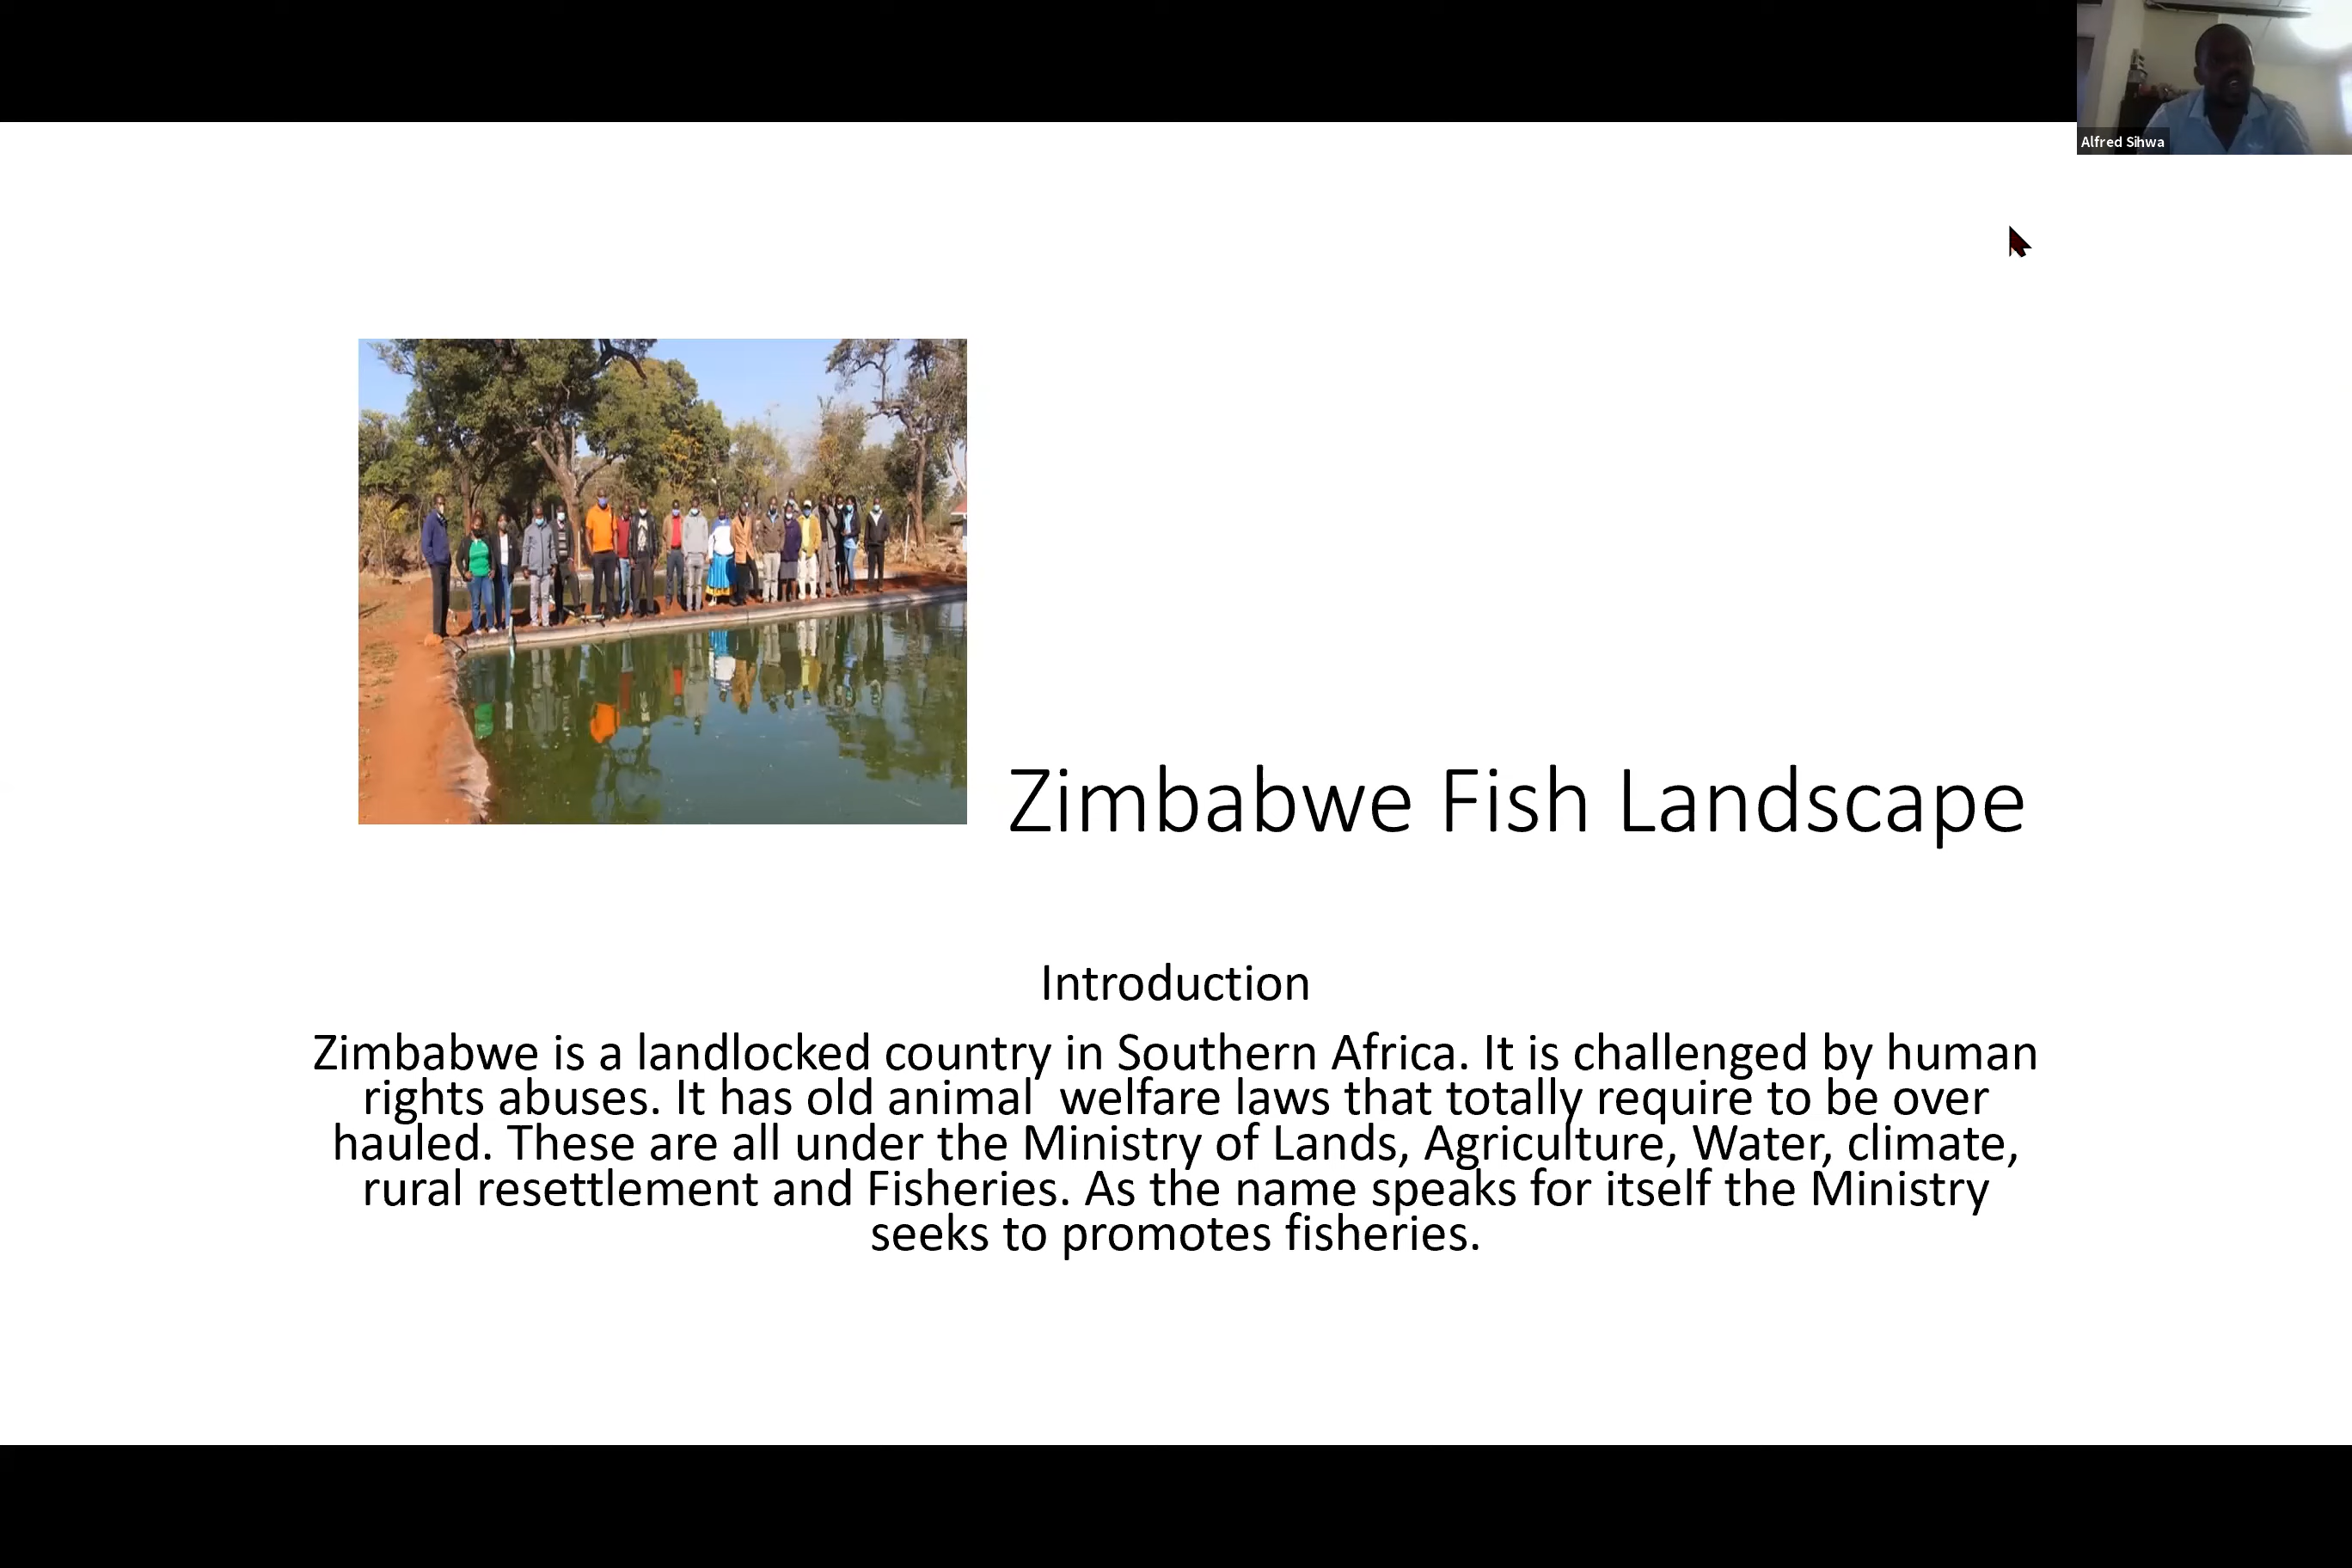 Alfred Sihwa
Zimbabwe Fish Landscape
Introduction
Zimbabwe is a landlocked country in Southern Africa. It is challenged by human
rights abuses. It has old animal  welfare laws that totally require to be over
hauled. These are all under the Ministry of Lands, Agriculture, Water, climate,
rural resettlement and Fisheries. As the name speaks for itself the Ministry
seeks to promotes fisheries.